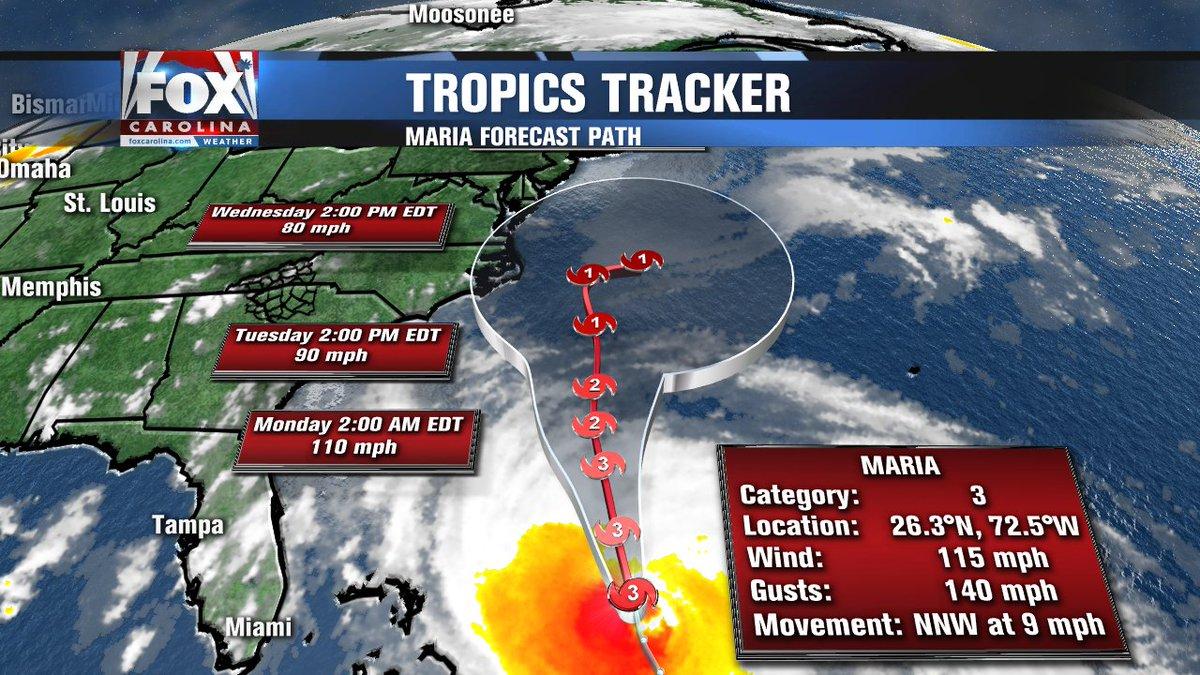 Moosonee
FOX
CAROLINA
foxcarolina.com WEATHER
TROPICS TRACKER
MARIA FORECAST PATH
Omaha
St. Louis
Memphis
Tampa
Miami
Wednesday 2:00 PM EDT
80 mph
Tuesday 2:00 PM EDT
90 mph
Monday 2:00 AM EDT
110 mph
1
1
1
2
2
3
3
3
MARIA
Category: 3
Location: 26.3°N, 72.5°W
Wind: 115 mph
Gusts: 140 mph
Movement: NNW at 9 mph